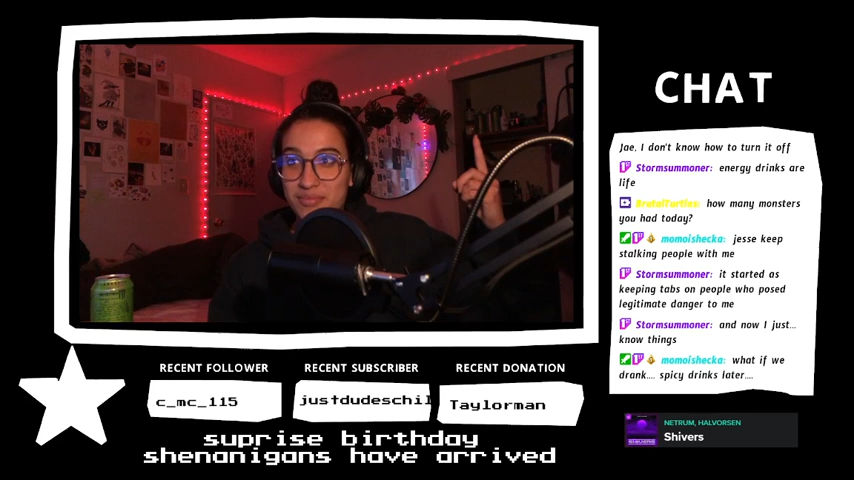 CHAT
Jae, I don't know how to turn it off
Stormsummoner: energy drinks are
life
BrutalTurtles: how many monsters
you had today?
momoishecka: jesse keep
stalking people with me
Stormsummoner: it started as
keeping tabs on people who posed
legitimate danger to me
Stormsummoner: and now I just...
know things
momoishecka: what if we
drank.... spicy drinks later....
RECENT FOLLOWER
c_mc_115
RECENT SUBSCRIBER
justdudeschil
RECENT DONATION
Taylorman
suprise birthday
shenanigans have arrived
NETRUM, HALVORSEN
Shivers